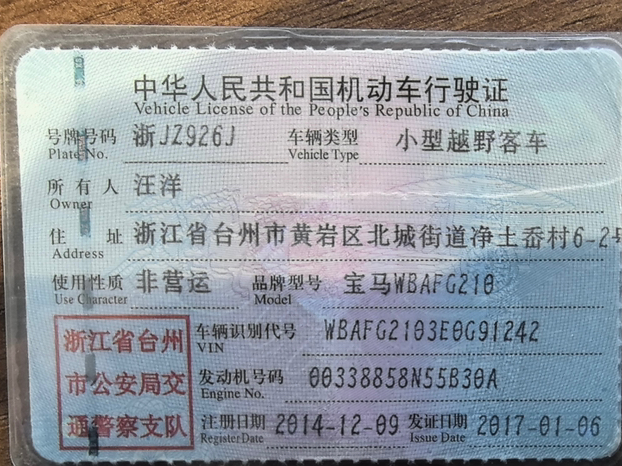 中华人民共和国机动车行驶证
Vehicle License of the People's Republic of China
号牌号码 浙JZ926J 车辆类型 小型越野客车
Plate No. Vehicle Type
所有人 汪洋
Owner
住址 浙江省台州市黄岩区北城街道净土岙村6-2号
Address
使用性质 非营运 品牌型号 宝马WBAFG210
Use Character Model
浙江省台州市公安局交通警察支队
车辆识别代号 WBAFG2103E0G91242
VIN
发动机号码 00338858N55B30A
Engine No.
注册日期 2014-12-09 发证日期 2017-01-06
Register Date Issue Date